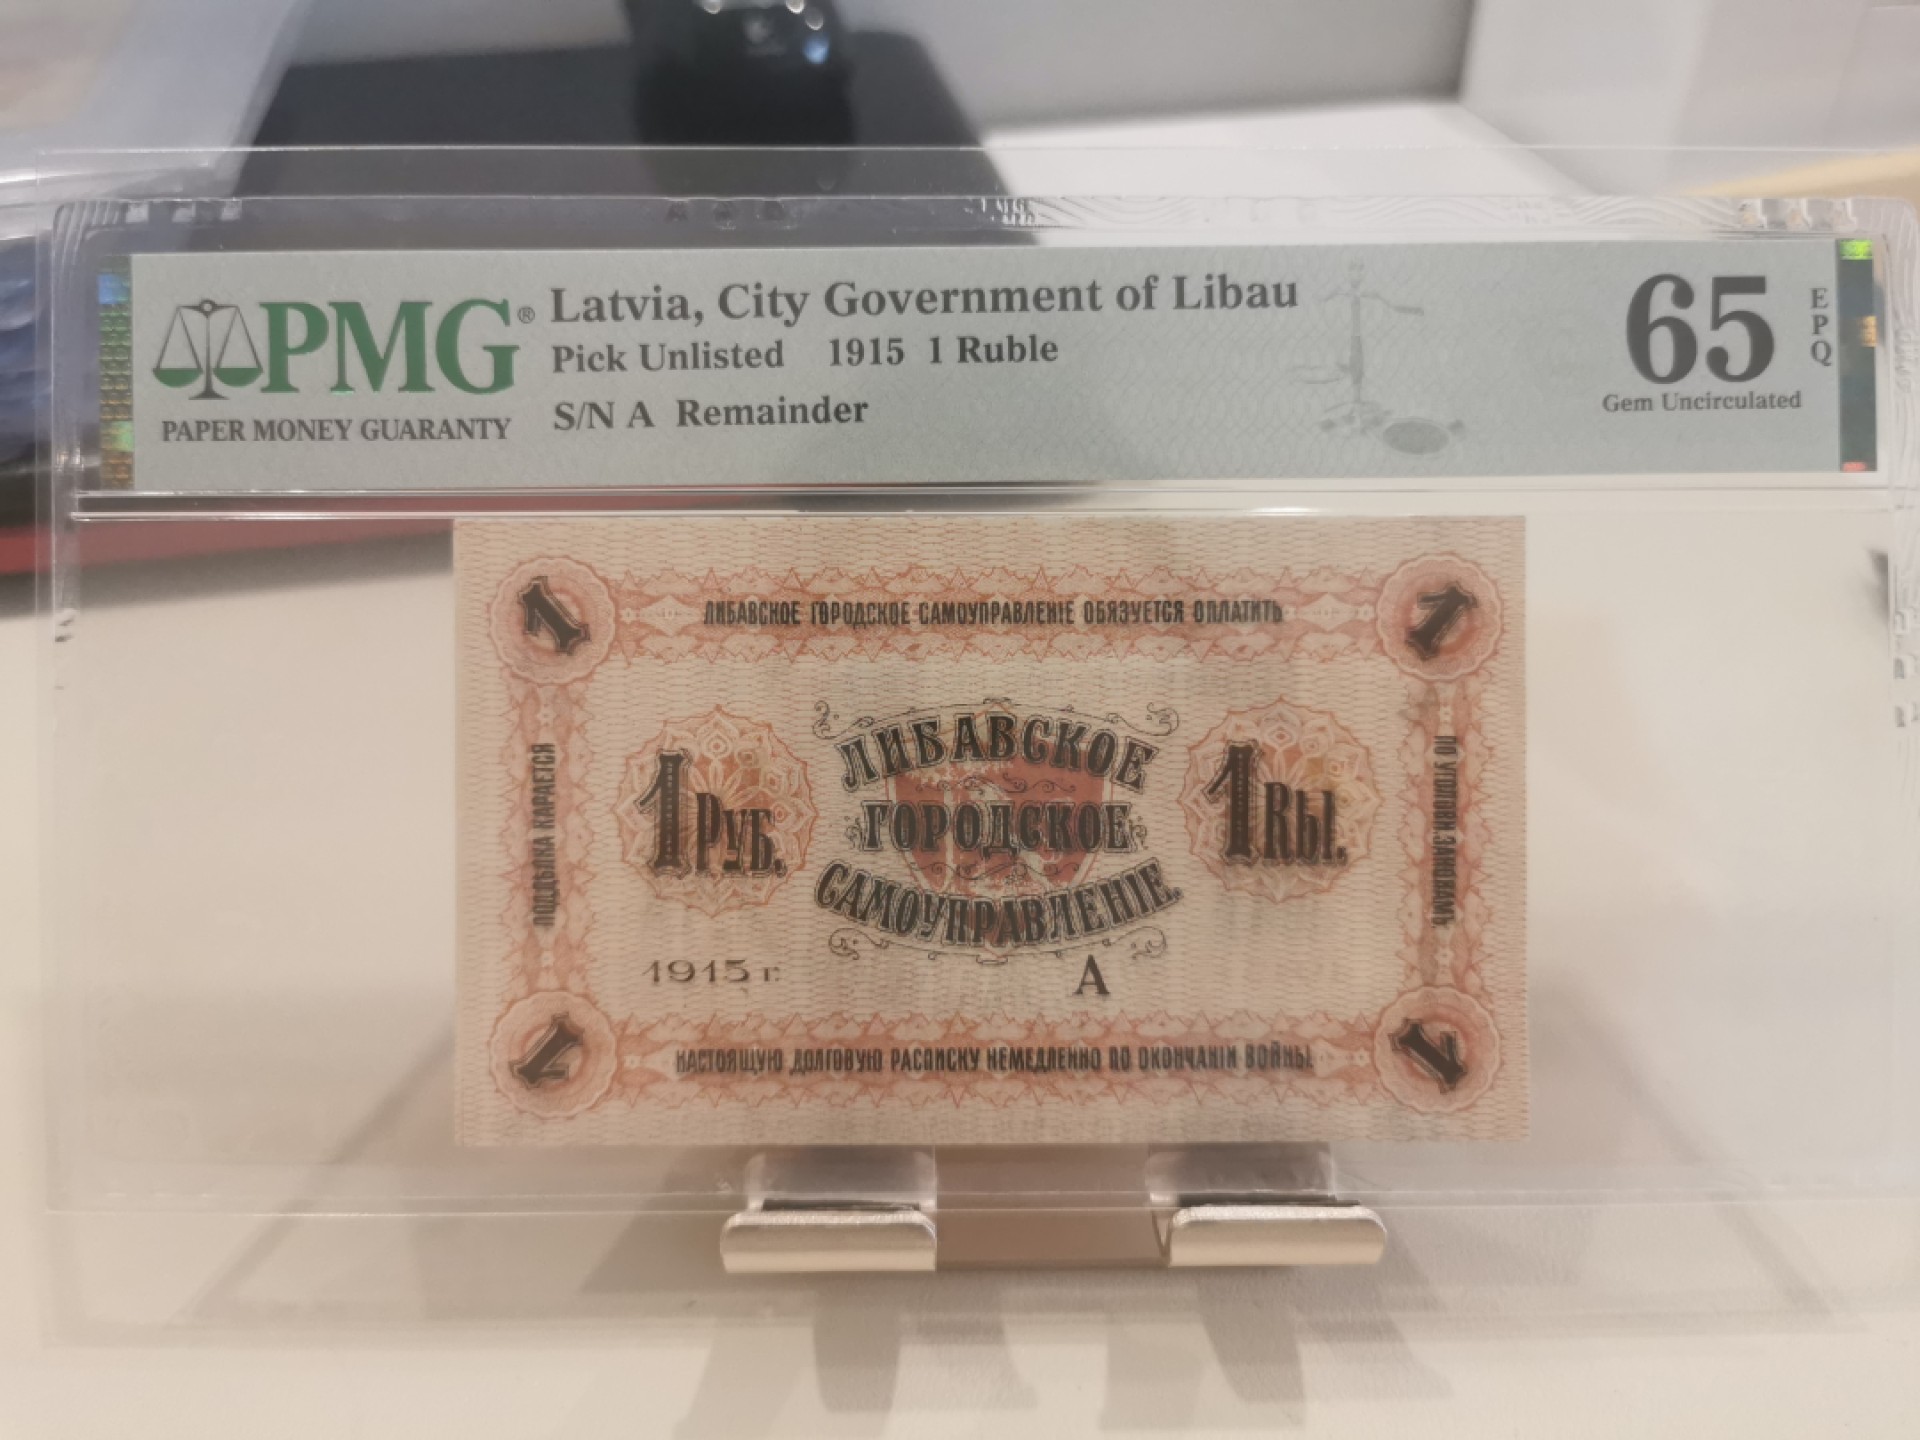 PMG®
PAPER MONEY GUARANTY
Latvia, City Government of Libau
Pick Unlisted 1915 1 Ruble
S/N A Remainder
65
EPQ
Gem Uncirculated
1
1
ЛИБАВСКОЕ ГОРОДСКОЕ САМОУПРАВЛЕНІЕ ОБЯЗУЕТСЯ ОПЛАТИТЬ
ПОДДѢЛКА КАРАЕТСЯ
1 РУБ.
ЛИБАВСКОЕ
ГОРОДСКОЕ
САМОУПРАВЛЕНІЕ.
1 Rbl.
ПО УГОЛОВН. ЗАКОНАМЪ.
1915 г.
А
1
1
НАСТОЯЩУЮ ДОЛГОВУЮ РАСПИСКУ НЕМЕДЛЕННО ПО ОКОНЧАНІИ ВОЙНЫ.